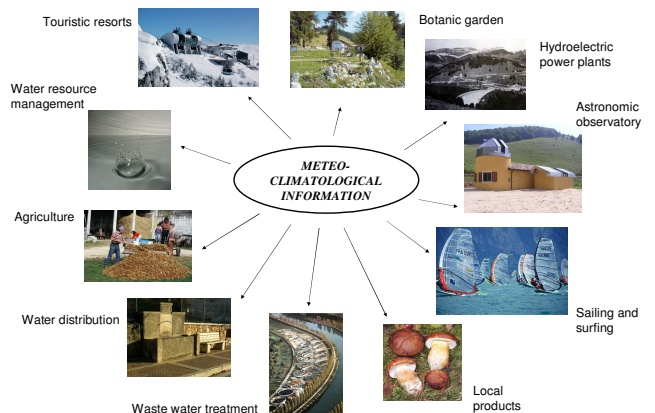 Touristic resorts
Botanic garden
Hydroelectric
power plants
Water resource
management
Astronomic
observatory
METEO-
CLIMATOLOGICAL
INFORMATION
Agriculture
Water distribution
Sailing and
surfing
Waste water treatment
Local
products